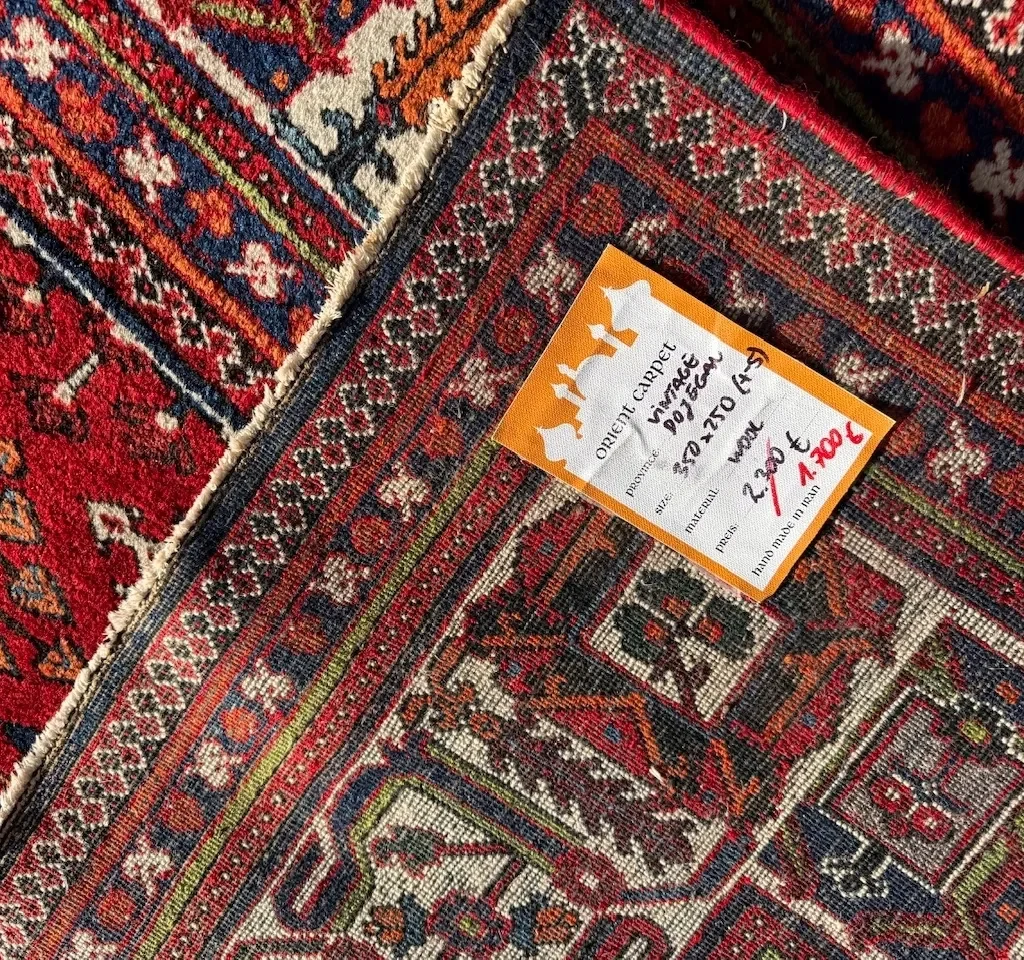 ORIENT CARPET
PROVINCE VINTAGE
DOJEGAN
SIZE: 350 x 250 (+-5)
MATERIAL WOOL
PREIS: 2.300 €
1.700 €
HAND MADE IN IRAN